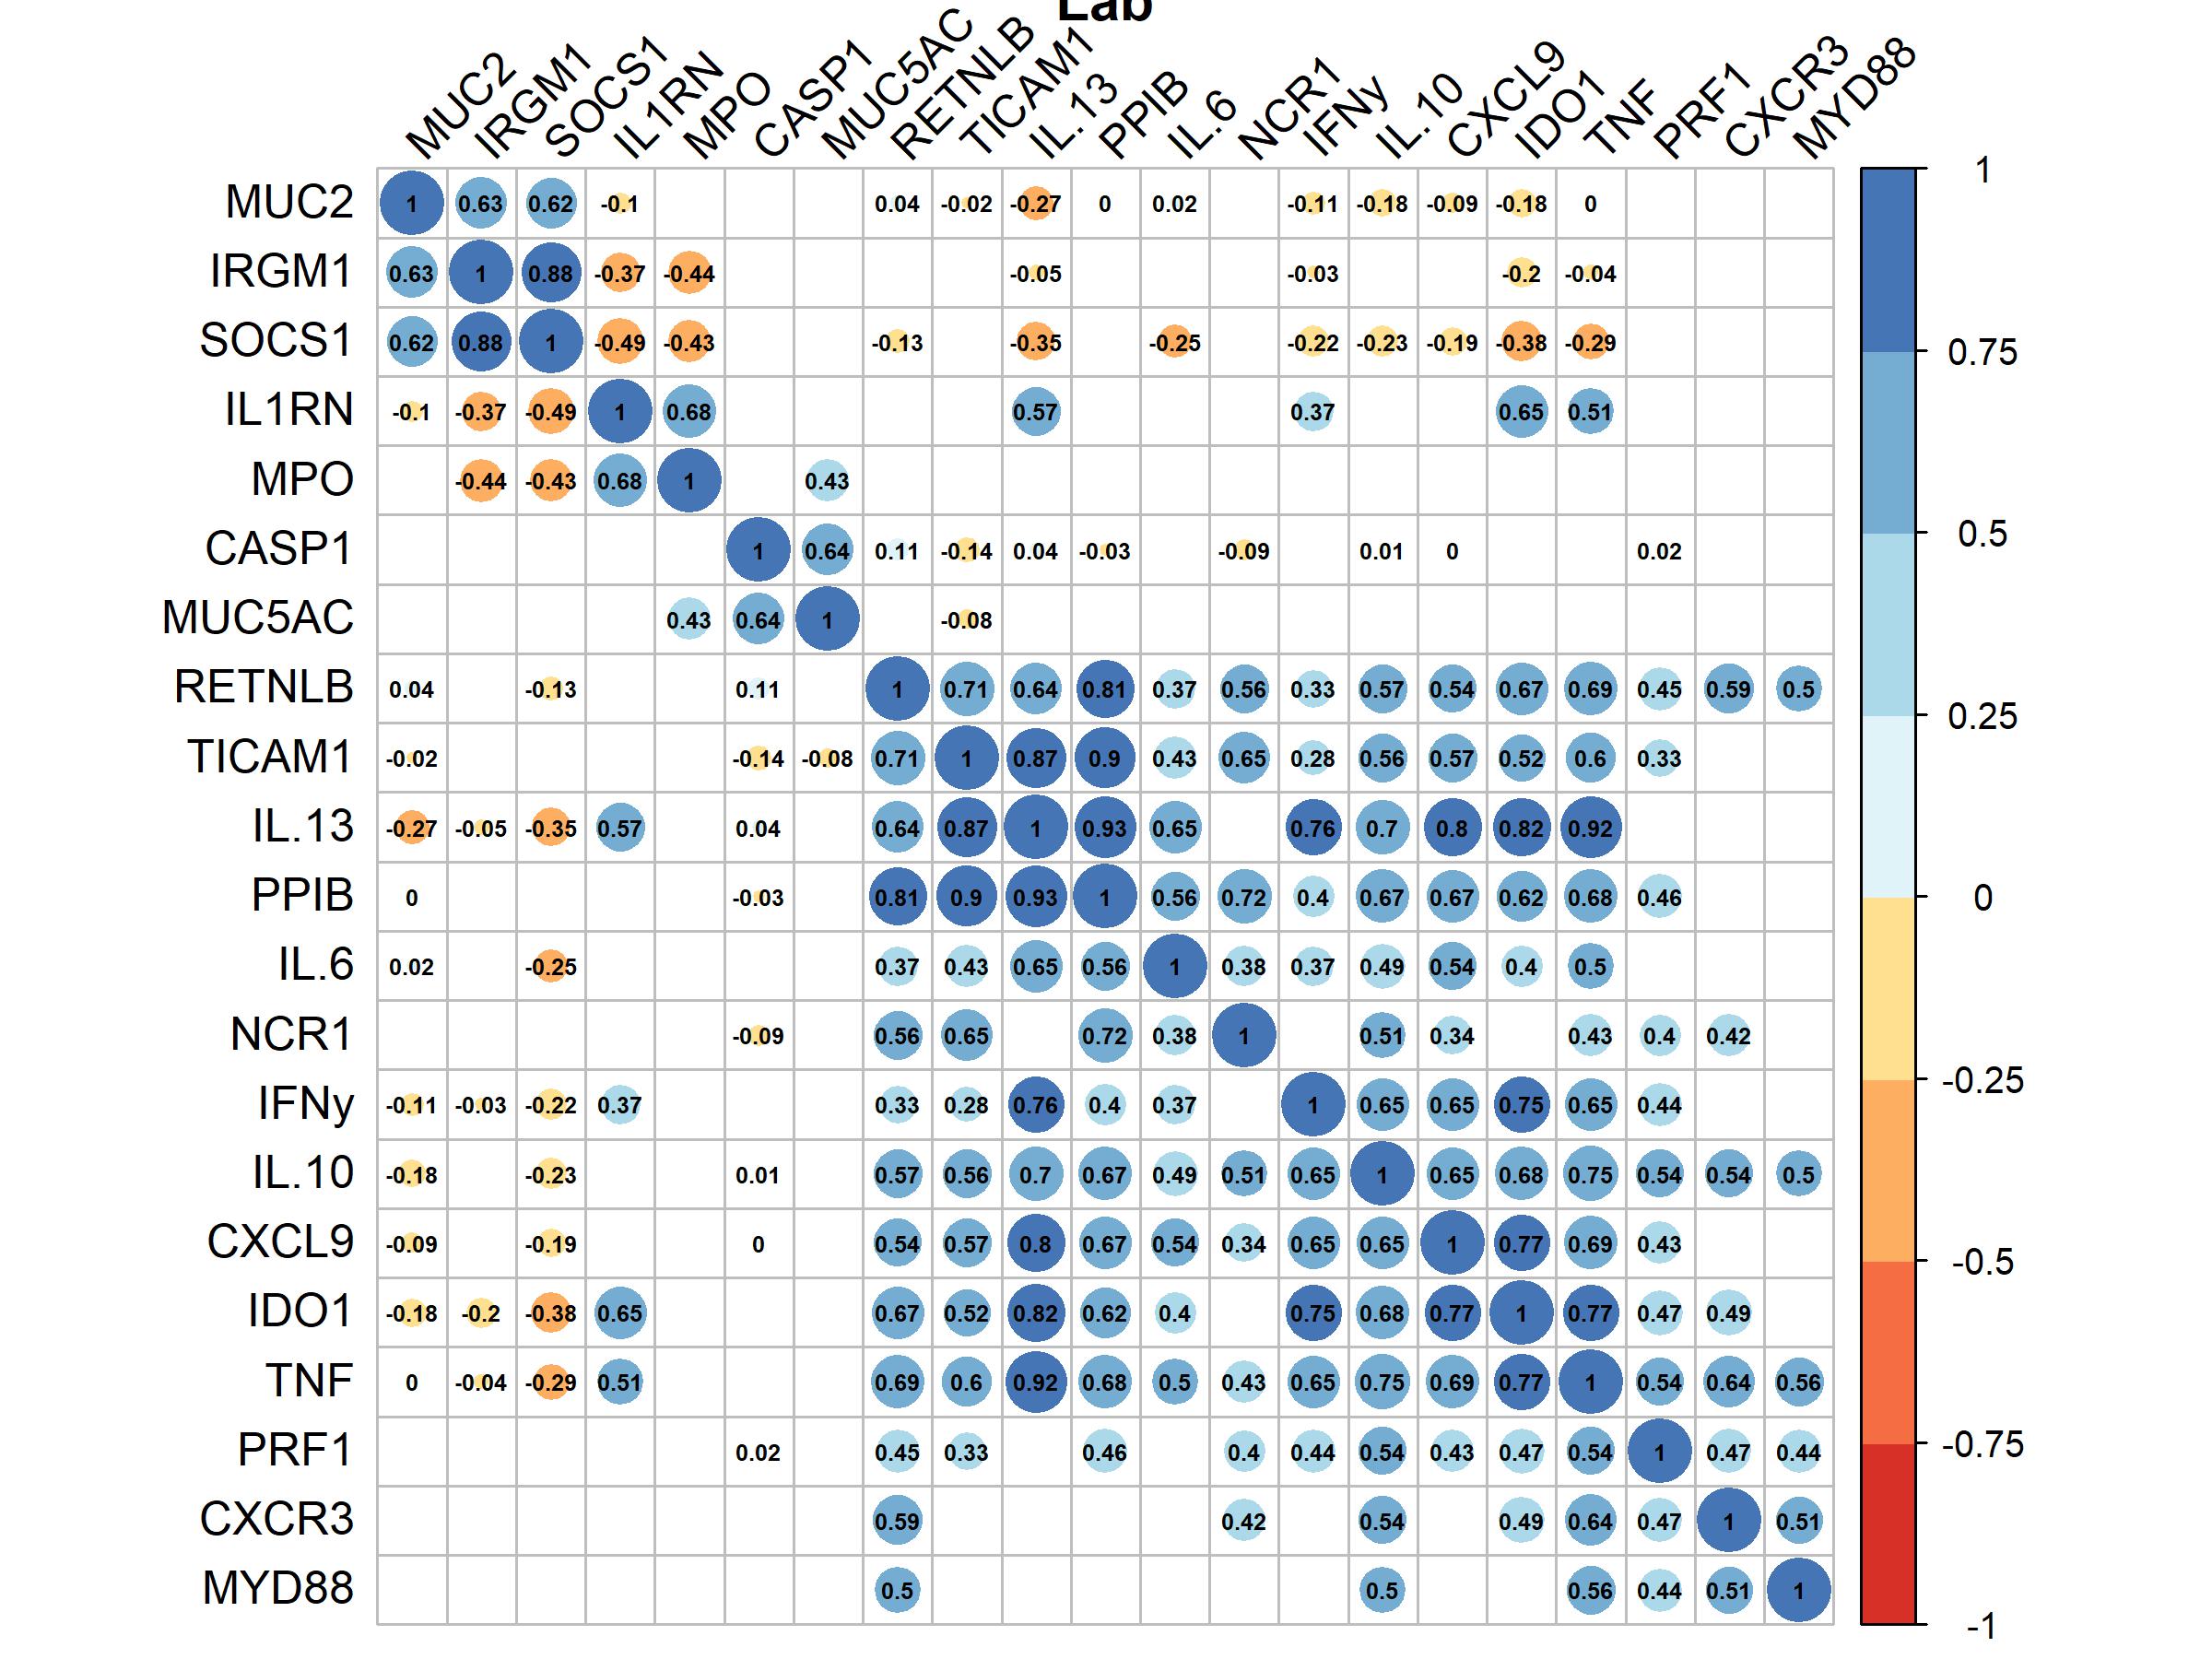 Lab
MUC2 IRGM1 SOCS1 IL1RN MPO CASP1 MUC5AC RETNLB TICAM1 IL.13 PPIB IL.6 NCR1 IFNy IL.10 CXCL9 IDO1 TNF PRF1 CXCR3 MYD88
MUC2 1 0.63 0.62 -0.1 0.04 -0.02 -0.27 0 0.02 -0.11 -0.18 -0.09 -0.18 0
IRGM1 0.63 1 0.88 -0.37 -0.44 -0.05 -0.03 -0.2 -0.04
SOCS1 0.62 0.88 1 -0.49 -0.43 -0.13 -0.35 -0.25 -0.22 -0.23 -0.19 -0.38 -0.29
IL1RN -0.1 -0.37 -0.49 1 0.68 0.57 0.37 0.65 0.51
MPO -0.44 -0.43 0.68 1 0.43
CASP1 1 0.64 0.11 -0.14 0.04 -0.03 -0.09 0.01 0 0.02
MUC5AC 0.43 0.64 1 -0.08
RETNLB 0.04 -0.13 0.11 1 0.71 0.64 0.81 0.37 0.56 0.33 0.57 0.54 0.67 0.69 0.45 0.59 0.5
TICAM1 -0.02 -0.14 -0.08 0.71 1 0.87 0.9 0.43 0.65 0.28 0.56 0.57 0.52 0.6 0.33
IL.13 -0.27 -0.05 -0.35 0.57 0.04 0.64 0.87 1 0.93 0.65 0.76 0.7 0.8 0.82 0.92
PPIB 0 -0.03 0.81 0.9 0.93 1 0.56 0.72 0.4 0.67 0.67 0.62 0.68 0.46
IL.6 0.02 -0.25 0.37 0.43 0.65 0.56 1 0.38 0.37 0.49 0.54 0.4 0.5
NCR1 -0.09 0.56 0.65 0.72 0.38 1 0.51 0.34 0.43 0.4 0.42
IFNy -0.11 -0.03 -0.22 0.37 0.33 0.28 0.76 0.4 0.37 1 0.65 0.65 0.75 0.65 0.44
IL.10 -0.18 -0.23 0.01 0.57 0.56 0.7 0.67 0.49 0.51 0.65 1 0.65 0.68 0.75 0.54 0.54 0.5
CXCL9 -0.09 -0.19 0 0.54 0.57 0.8 0.67 0.54 0.34 0.65 0.65 1 0.77 0.69 0.43
IDO1 -0.18 -0.2 -0.38 0.65 0.67 0.52 0.82 0.62 0.4 0.75 0.68 0.77 1 0.77 0.47 0.49
TNF 0 -0.04 -0.29 0.51 0.69 0.6 0.92 0.68 0.5 0.43 0.65 0.75 0.69 0.77 1 0.54 0.64 0.56
PRF1 0.02 0.45 0.33 0.46 0.4 0.44 0.54 0.43 0.47 0.54 1 0.47 0.44
CXCR3 0.59 0.42 0.54 0.49 0.64 0.47 1 0.51
MYD88 0.5 0.5 0.56 0.44 0.51 1
1
0.75
0.5
0.25
0
-0.25
-0.5
-0.75
-1